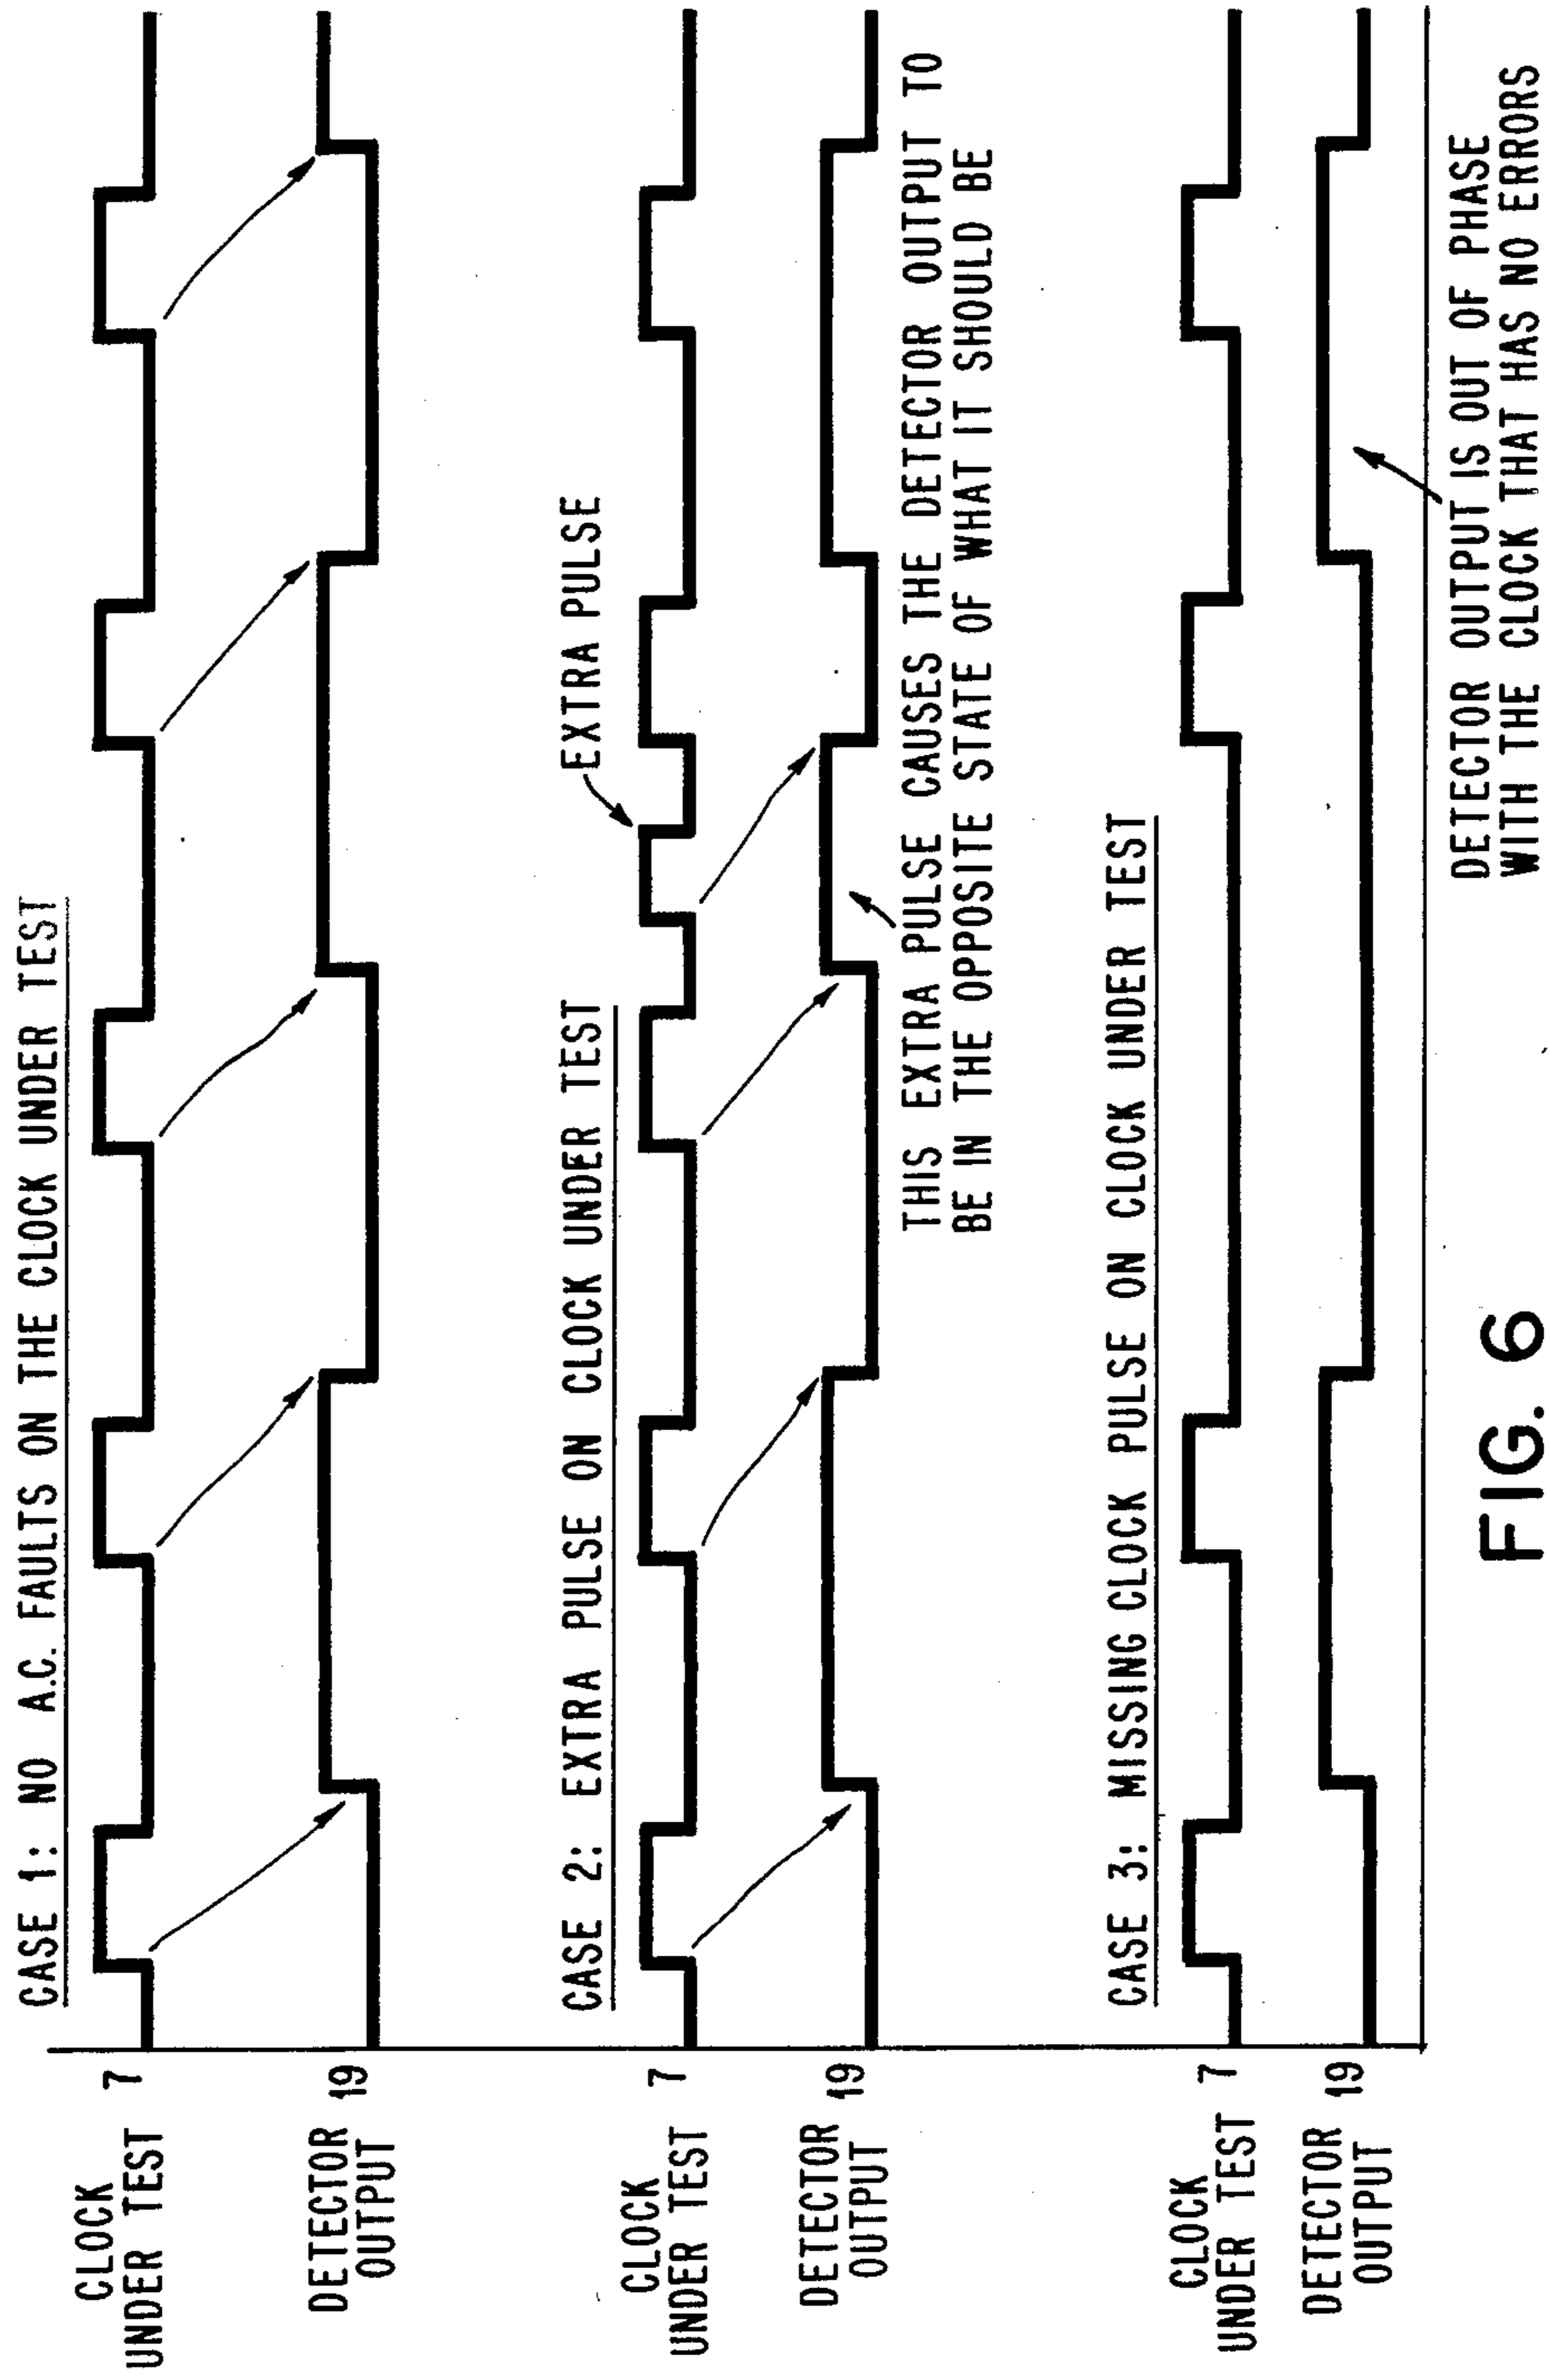 CASE 1: NO A.C. FAULTS ON THE CLOCK UNDER TEST
CLOCK
UNDER TEST
7
DETECTOR
OUTPUT
19
CASE 2: EXTRA PULSE ON CLOCK UNDER TEST
EXTRA PULSE
CLOCK
UNDER TEST
7
DETECTOR
OUTPUT
19
THIS EXTRA PULSE CAUSES THE DETECTOR OUTPUT TO
BE IN THE OPPOSITE STATE OF WHAT IT SHOULD BE
CASE 3: MISSING CLOCK PULSE ON CLOCK UNDER TEST
CLOCK
UNDER TEST
7
DETECTOR
OUTPUT
19
DETECTOR OUTPUT IS OUT OF PHASE
WITH THE CLOCK THAT HAS NO ERRORS
FIG. 6